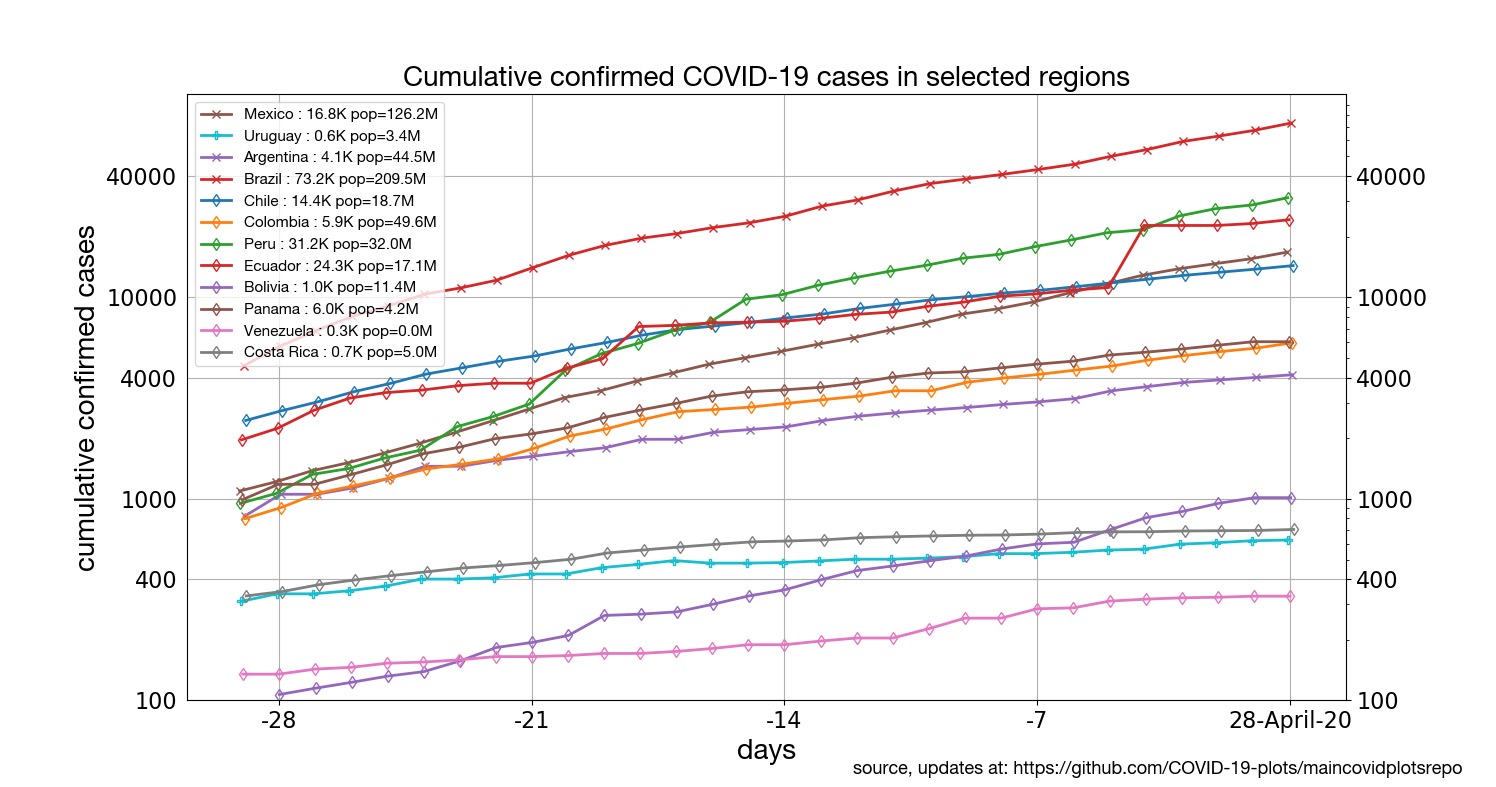 Cumulative confirmed COVID-19 cases in selected regions
Mexico : 16.8K pop=126.2M
Uruguay : 0.6K pop=3.4M
Argentina : 4.1K pop=44.5M
Brazil : 73.2K pop=209.5M
Chile : 14.4K pop=18.7M
Colombia : 5.9K pop=49.6M
Peru : 31.2K pop=32.0M
Ecuador : 24.3K pop=17.1M
Bolivia : 1.0K pop=11.4M
Panama : 6.0K pop=4.2M
Venezuela : 0.3K pop=0.0M
Costa Rica : 0.7K pop=5.0M
cumulative confirmed cases
40000
10000
4000
1000
400
100
40000
10000
4000
1000
400
100
-28 -21 -14 -7 28-April-20
days
source, updates at: https://github.com/COVID-19-plots/maincovidplotsrepo